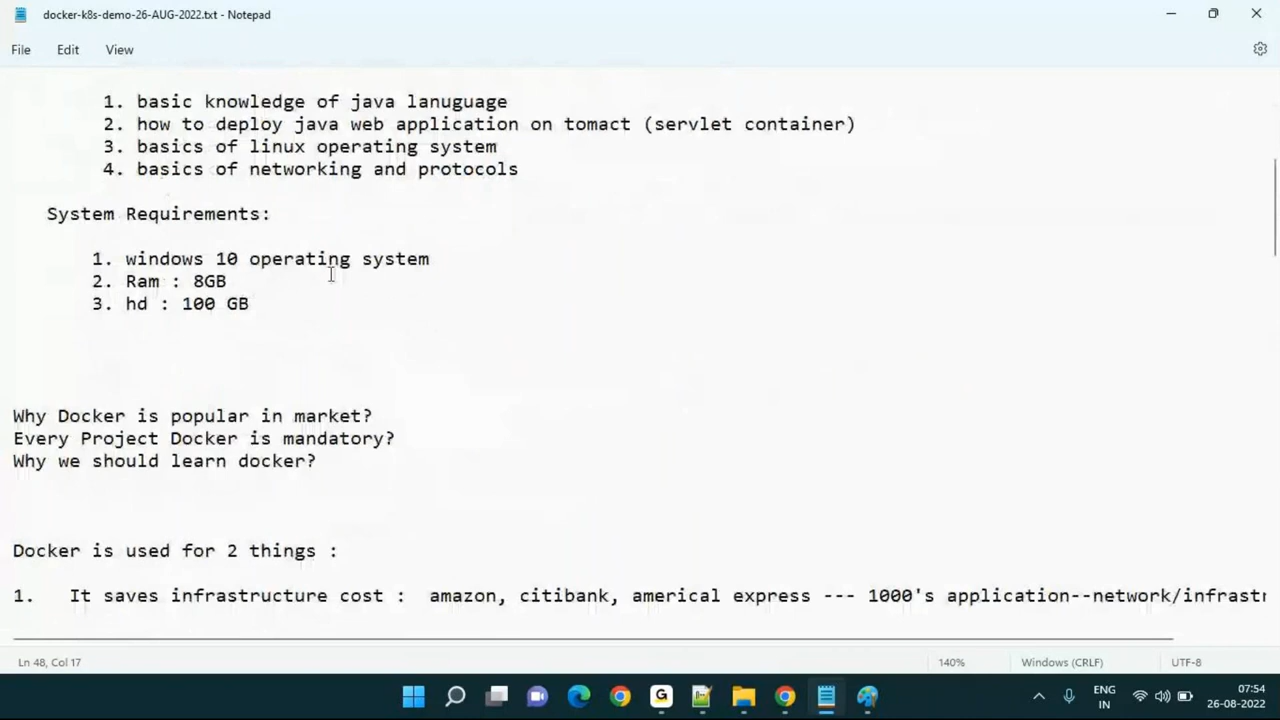 docker-k8s-demo-26-AUG-2022.txt - Notepad
File Edit View
1. basic knowledge of java lanuguage
2. how to deploy java web application on tomact (servlet container)
3. basics of linux operating system
4. basics of networking and protocols
System Requirements:
1. windows 10 operating system
2. Ram : 8GB
3. hd : 100 GB
Why Docker is popular in market?
Every Project Docker is mandatory?
Why we should learn docker?
Docker is used for 2 things :
1. It saves infrastructure cost : amazon, citibank, americal express --- 1000's application--network/infrastr
Ln 48, Col 17 140% Windows (CRLF) UTF-8
ENG 07:54
IN 26-08-2022